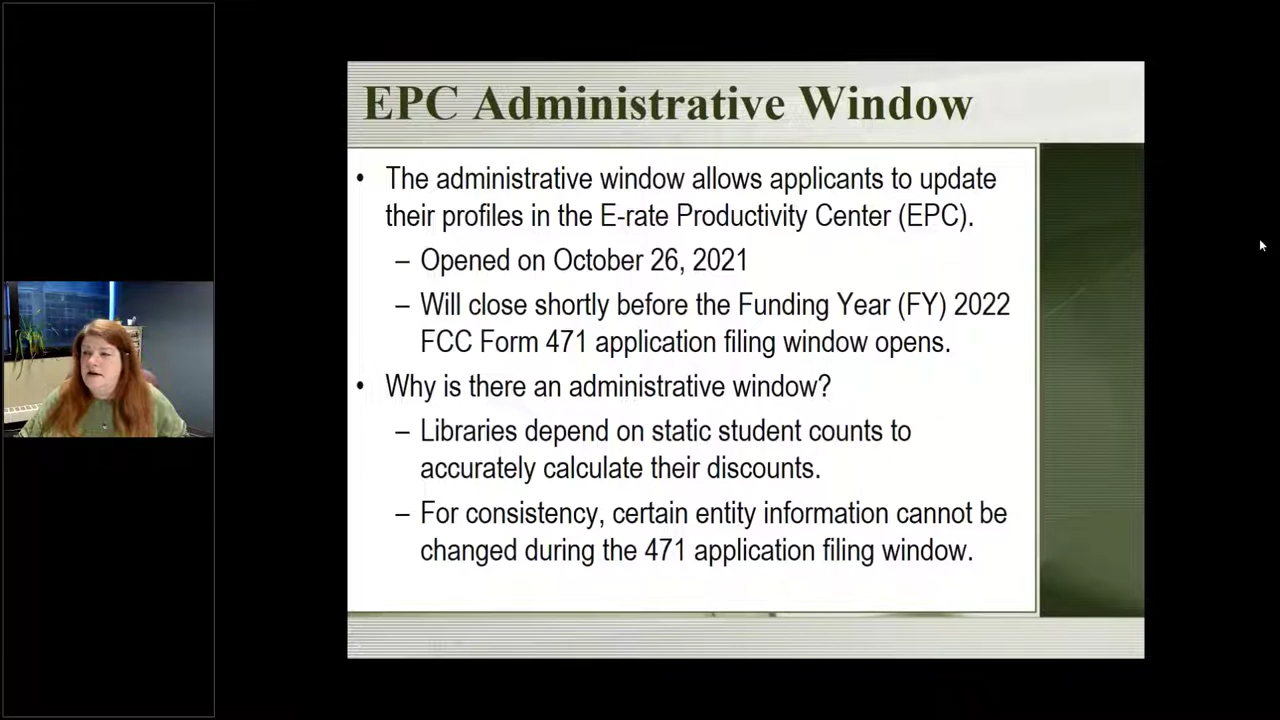 EPC Administrative Window
• The administrative window allows applicants to update
their profiles in the E-rate Productivity Center (EPC).
– Opened on October 26, 2021
– Will close shortly before the Funding Year (FY) 2022
FCC Form 471 application filing window opens.
• Why is there an administrative window?
– Libraries depend on static student counts to
accurately calculate their discounts.
– For consistency, certain entity information cannot be
changed during the 471 application filing window.